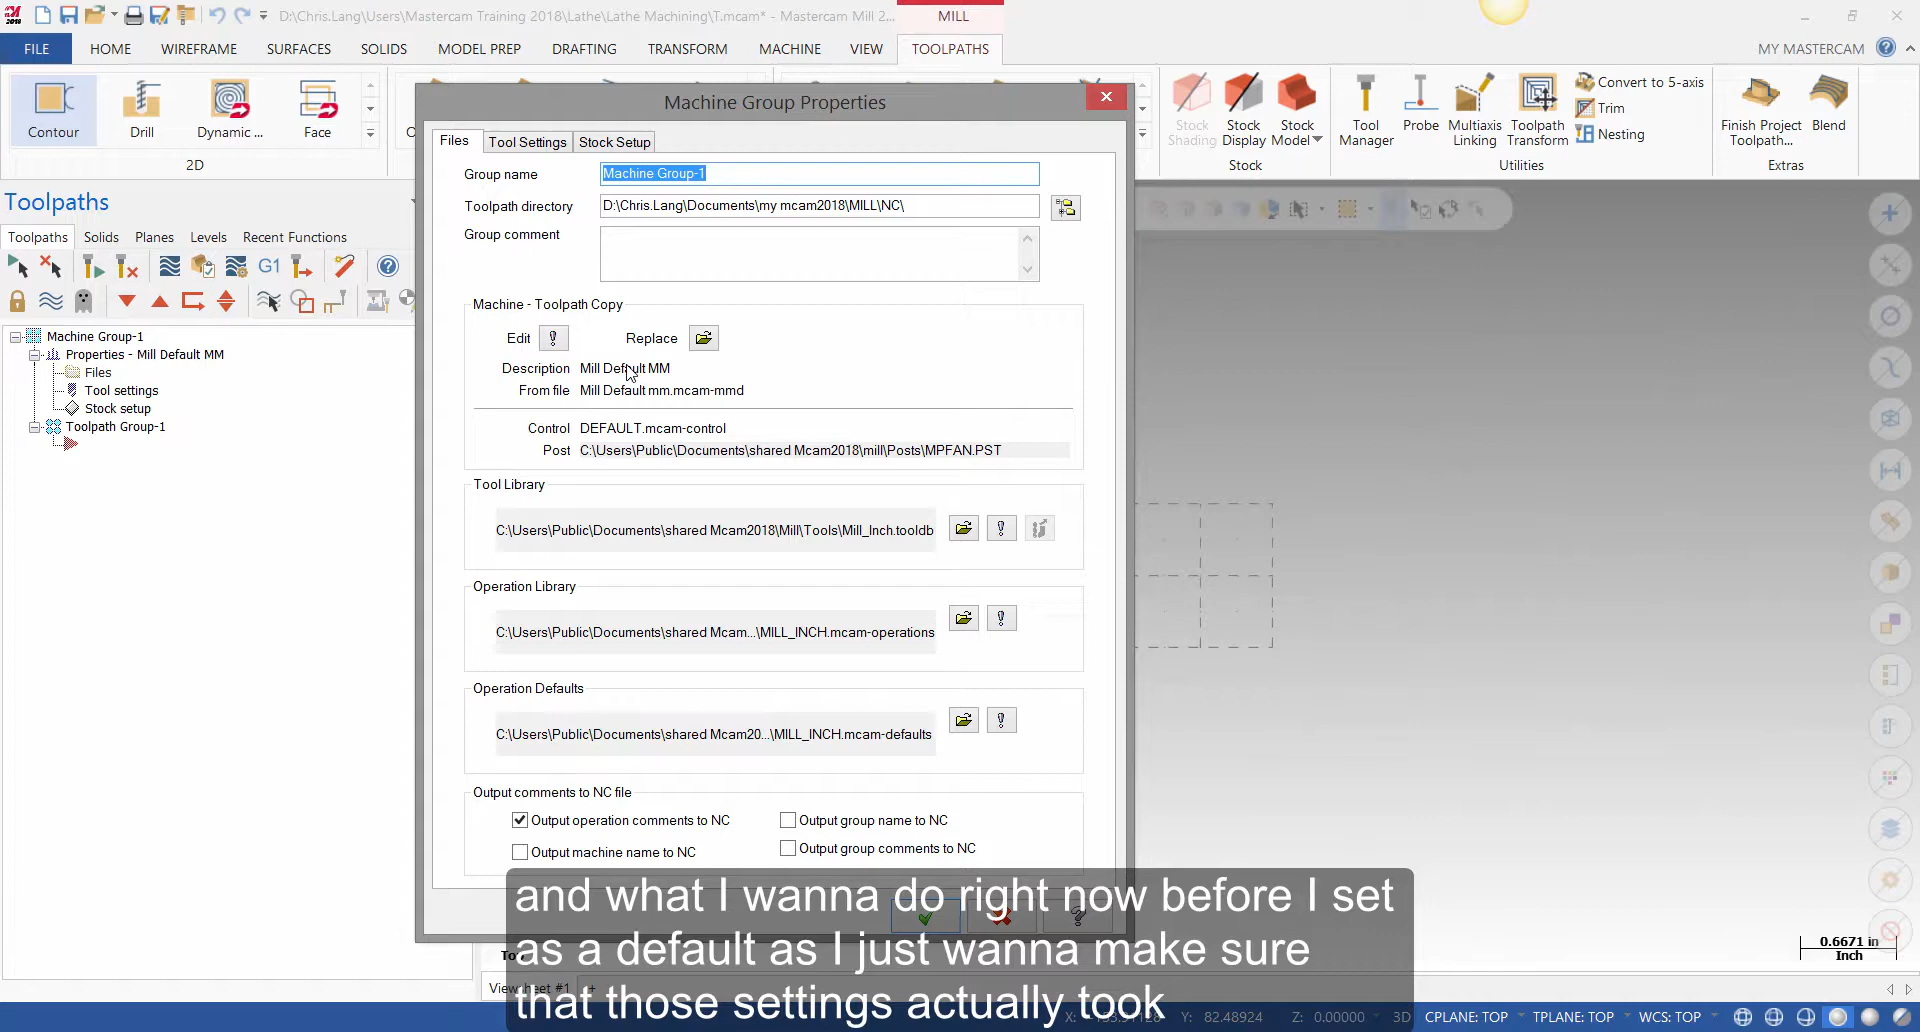 D:\Chris.Lang\Users\Mastercam Training 2018\Lathe\Lathe Machining\T.mcam* - Mastercam Mill 2...
MILL
FILE
HOME
WIREFRAME
SURFACES
SOLIDS
MODEL PREP
DRAFTING
TRANSFORM
MACHINE
VIEW
TOOLPATHS
MY MASTERCAM
Contour
Drill
Dynamic ...
Face
2D
Stock Shading
Stock Display
Stock Model
Stock
Tool Manager
Probe
Multiaxis Linking
Toolpath Transform
Convert to 5-axis
Trim
Nesting
Utilities
Finish Project Toolpath...
Blend
Extras
Toolpaths
Toolpaths
Solids
Planes
Levels
Recent Functions
G1
Machine Group-1
Properties - Mill Default MM
Files
Tool settings
Stock setup
Toolpath Group-1
Machine Group Properties
Files
Tool Settings
Stock Setup
Group name
Machine Group-1
Toolpath directory
D:\Chris.Lang\Documents\my mcam2018\MILL\NC\
Group comment
Machine - Toolpath Copy
Edit
Replace
Description
Mill Default MM
From file
Mill Default mm.mcam-mmd
Control
DEFAULT.mcam-control
Post
C:\Users\Public\Documents\shared Mcam2018\mill\Posts\MPFAN.PST
Tool Library
C:\Users\Public\Documents\shared Mcam2018\Mill\Tools\Mill_Inch.tooldb
Operation Library
C:\Users\Public\Documents\shared Mcam...\MILL_INCH.mcam-operations
Operation Defaults
C:\Users\Public\Documents\shared Mcam20...\MILL_INCH.mcam-defaults
Output comments to NC file
Output operation comments to NC
Output group name to NC
Output machine name to NC
Output group comments to NC
and what I wanna do right now before I set
as a default as I just wanna make sure
that those settings actually took
0.6671 in
Inch
+
X:
Y: 82.48924
Z: 0.00000
3D
CPLANE: TOP
TPLANE: TOP
WCS: TOP